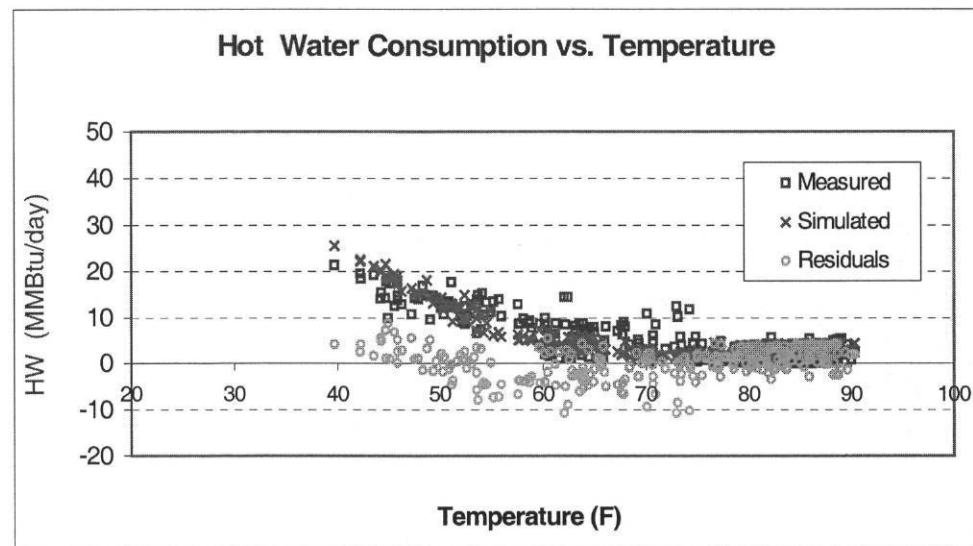 Hot Water Consumption vs. Temperature
50
40
30
20
10
0
-10
-20
20
30
40
50
60
70
80
90
100
HW (MMBtu/day)
Measured
Simulated
Residuals
Temperature (F)